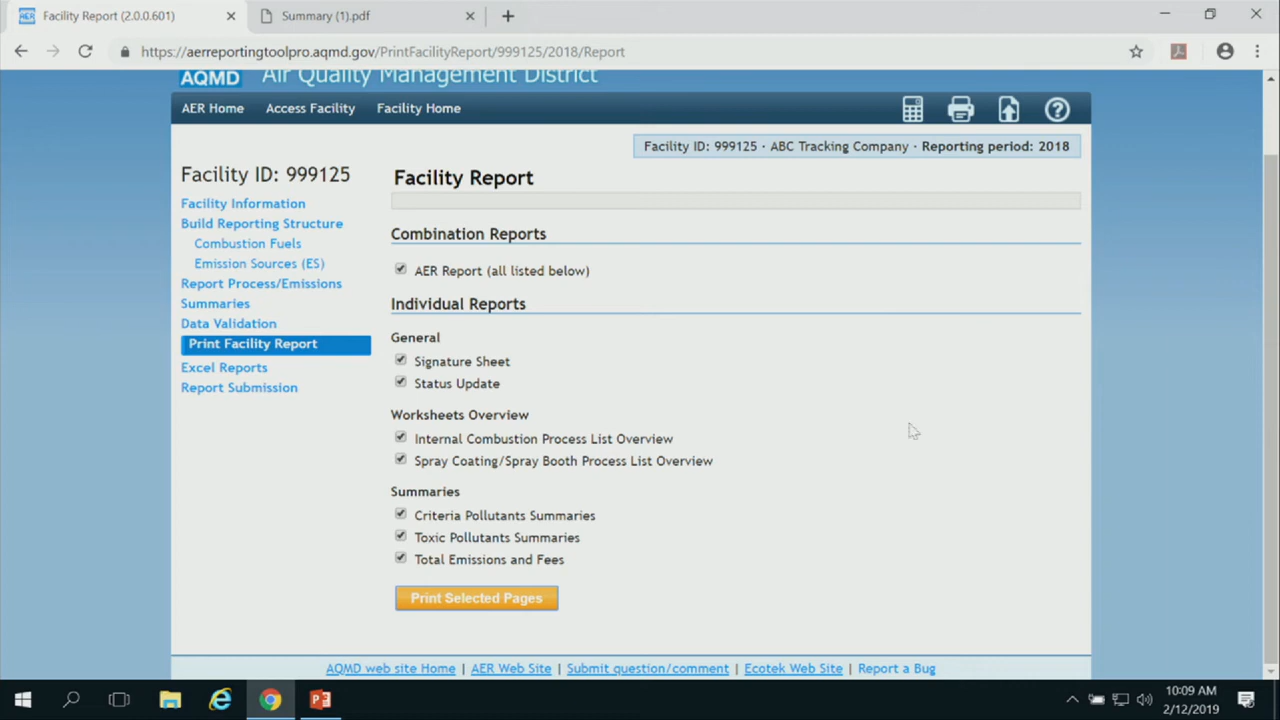 Facility Report (2.0.0.601)
Summary (1).pdf
https://aerreportingtoolpro.aqmd.gov/PrintFacilityReport/999125/2018/Report
AQMD Air Quality Management District
AER Home Access Facility Facility Home
Facility ID: 999125 · ABC Tracking Company · Reporting period: 2018
Facility ID: 999125
Facility Information
Build Reporting Structure
Combustion Fuels
Emission Sources (ES)
Report Process/Emissions
Summaries
Data Validation
Print Facility Report
Excel Reports
Report Submission
Facility Report
Combination Reports
AER Report (all listed below)
Individual Reports
General
Signature Sheet
Status Update
Worksheets Overview
Internal Combustion Process List Overview
Spray Coating/Spray Booth Process List Overview
Summaries
Criteria Pollutants Summaries
Toxic Pollutants Summaries
Total Emissions and Fees
Print Selected Pages
AQMD web site Home | AER Web Site | Submit question/comment | Ecotek Web Site | Report a Bug
10:09 AM
2/12/2019